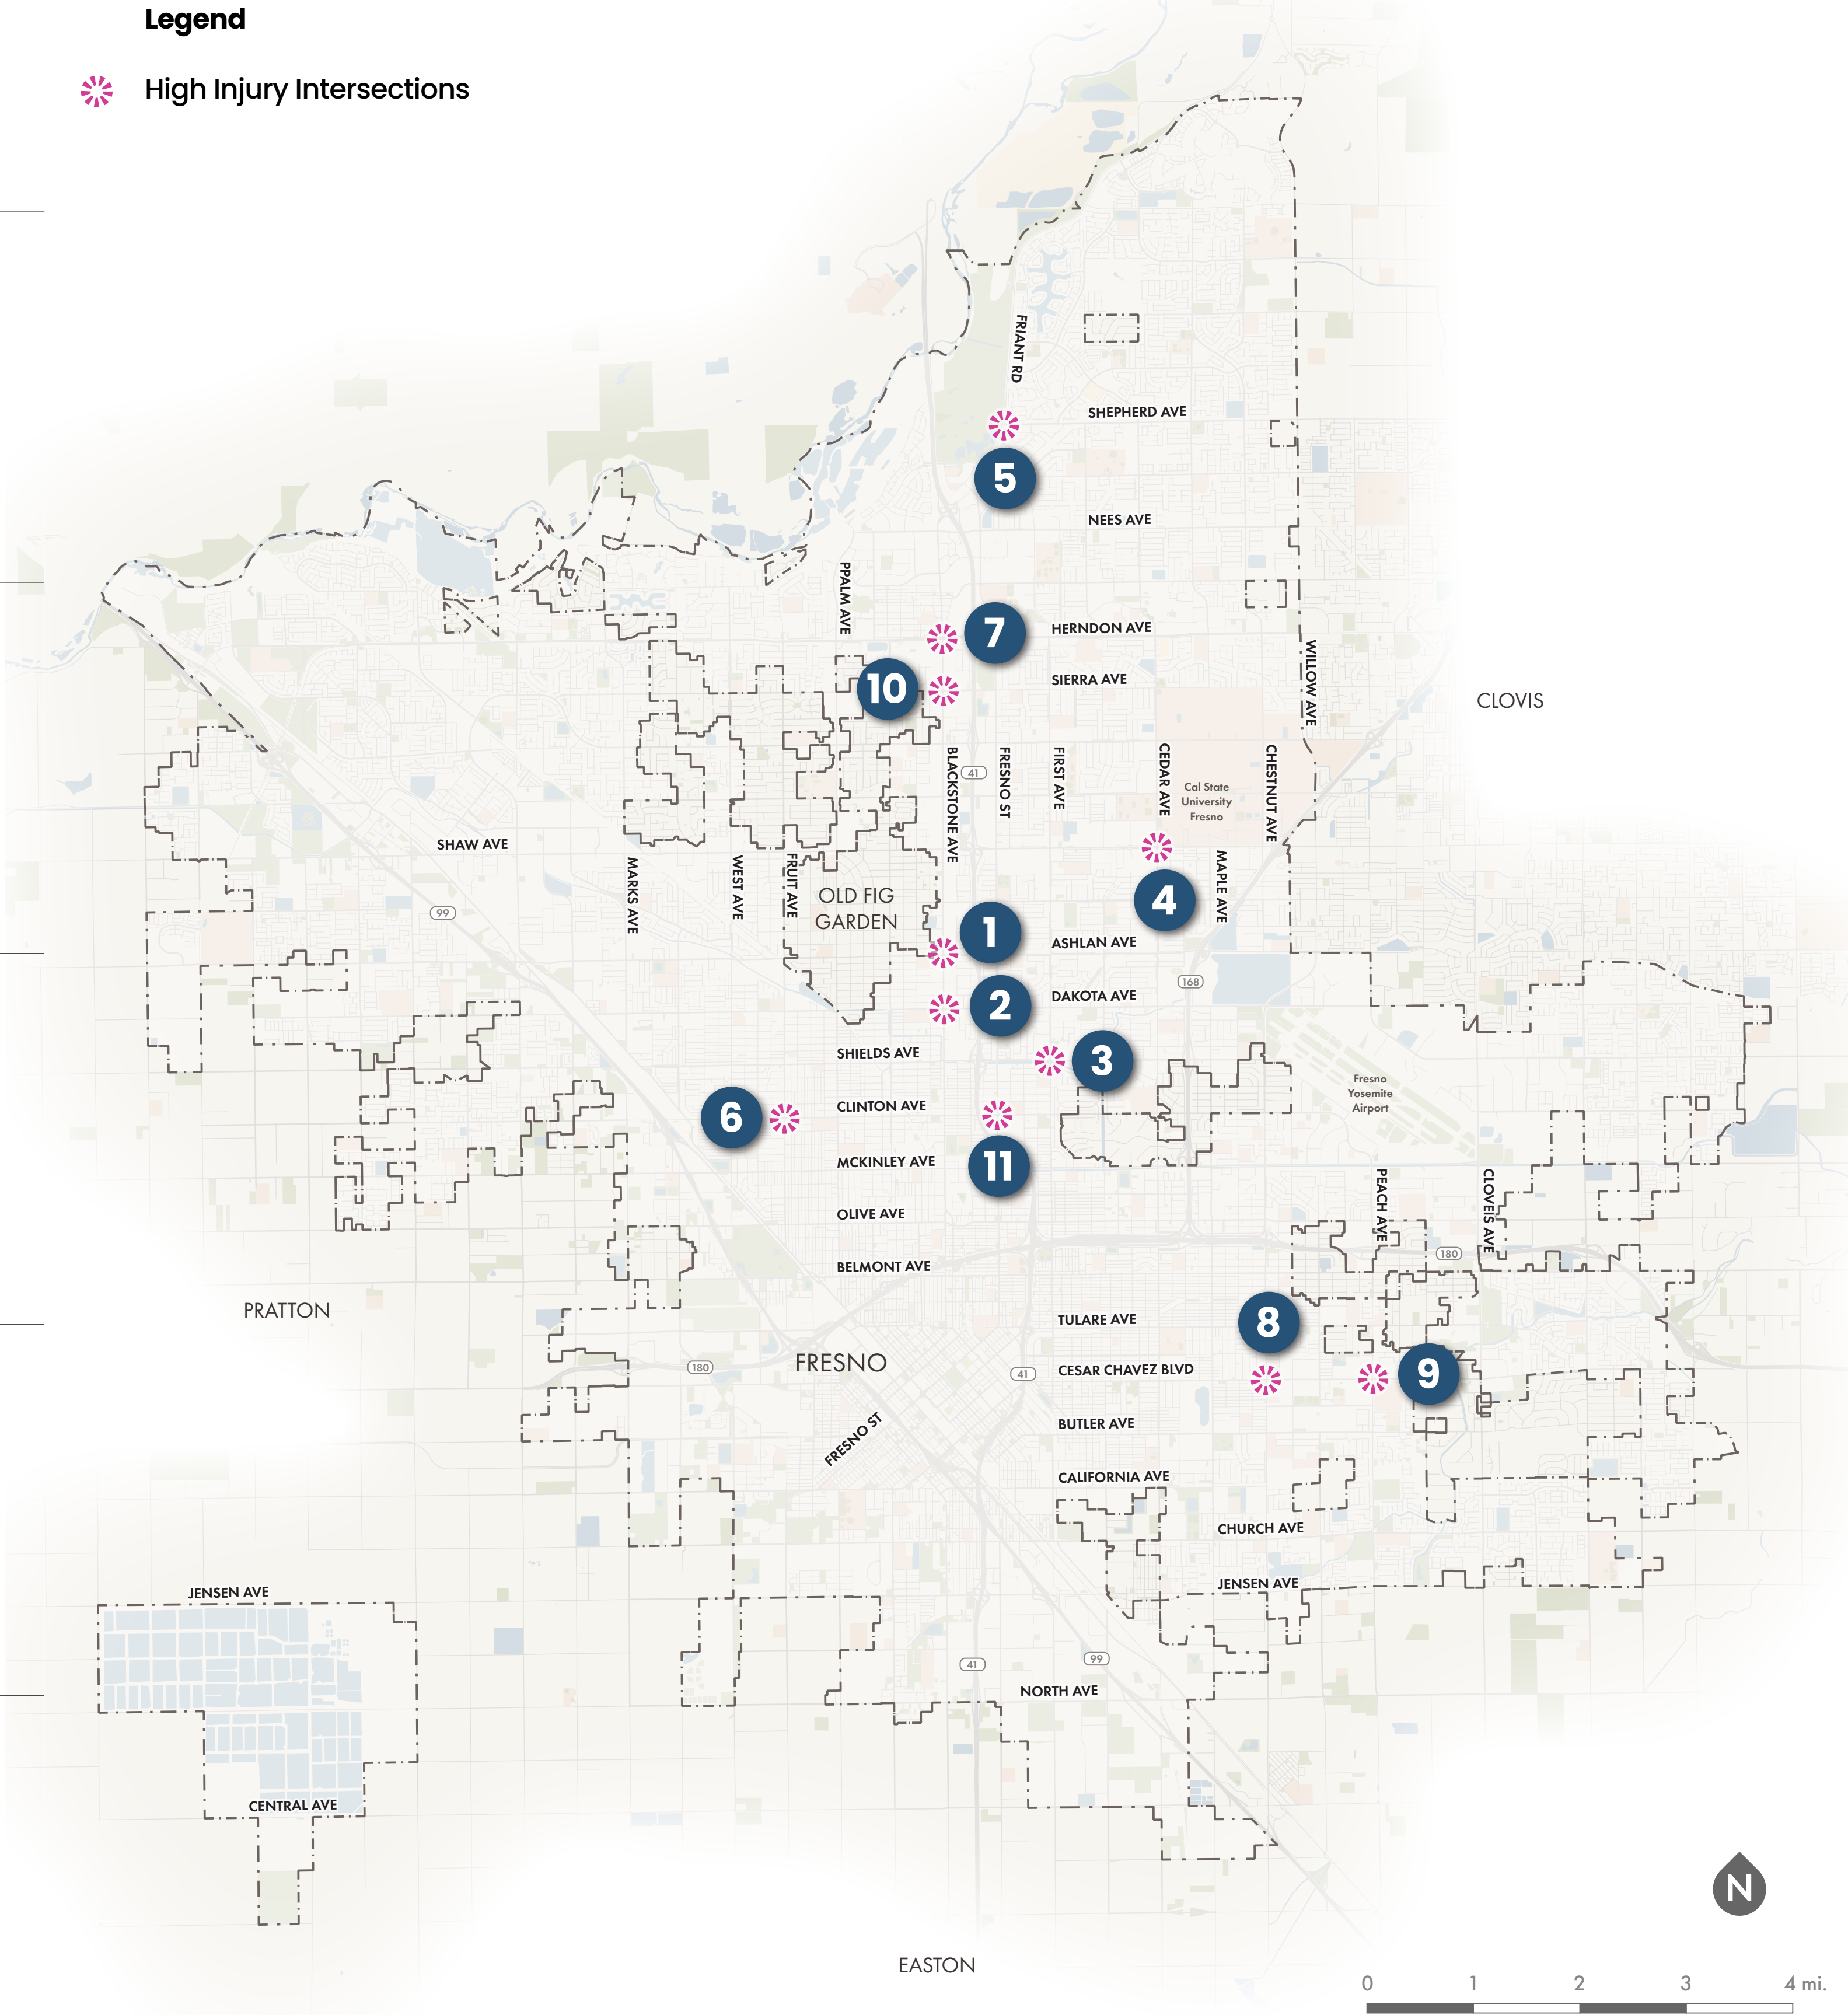 Legend
High Injury Intersections
FRIANT RD
SHEPHERD AVE
5
NEES AVE
PPALM AVE
7
HERNDON AVE
WILLOW AVE
10
SIERRA AVE
CLOVIS
BLACKSTONE AVE
41
FRESNO ST
FIRST AVE
CEDAR AVE
Cal State
University
Fresno
CHESTNUT AVE
SHAW AVE
MARKS AVE
WEST AVE
FRUIT AVE
OLD FIG
GARDEN
4
MAPLE AVE
99
1
ASHLAN AVE
168
2
DAKOTA AVE
SHIELDS AVE
3
Fresno
Yosemite
Airport
6
CLINTON AVE
MCKINLEY AVE
11
PEACH AVE
CLOVEIS AVE
OLIVE AVE
180
BELMONT AVE
PRATTON
TULARE AVE
8
180
FRESNO
41
CESAR CHAVEZ BLVD
9
FRESNO ST
BUTLER AVE
CALIFORNIA AVE
CHURCH AVE
JENSEN AVE
JENSEN AVE
41
99
NORTH AVE
CENTRAL AVE
N
EASTON
0 1 2 3 4 mi.